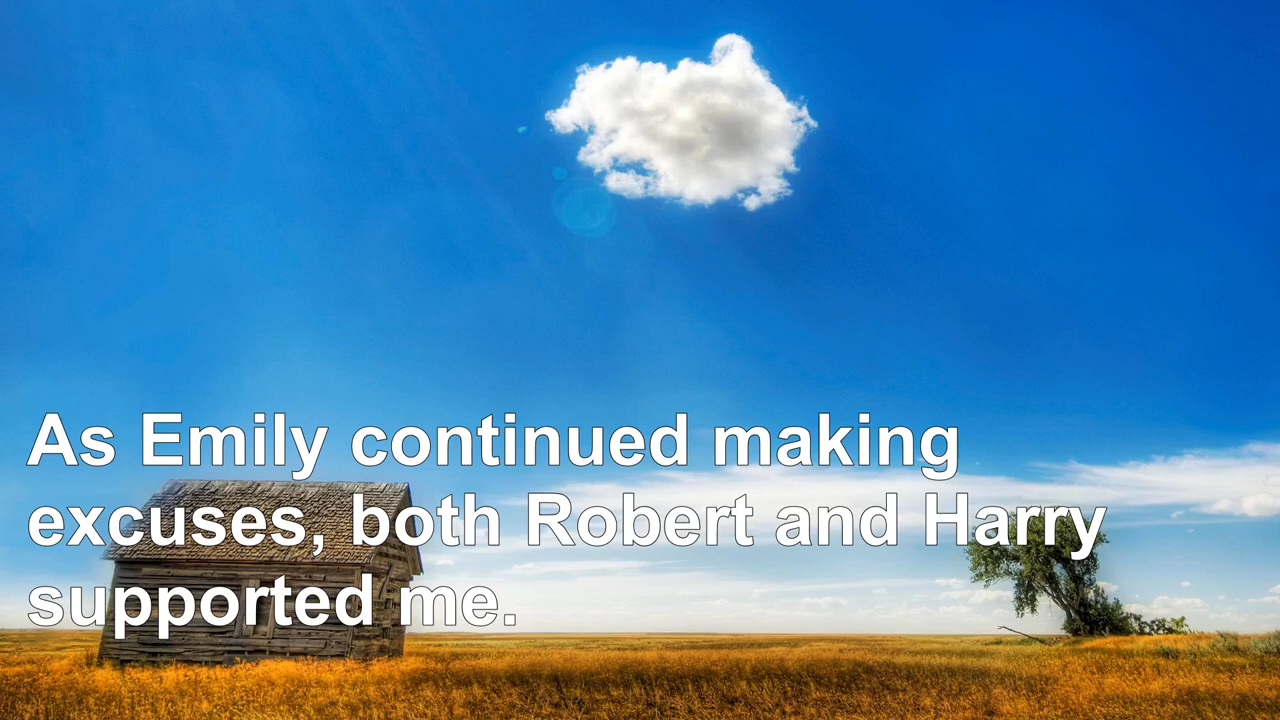 As Emily continued making
excuses, both Robert and Harry
supported me.